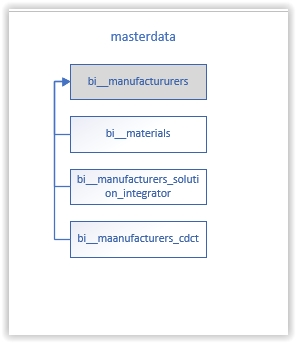 masterdata
bi__manufactururers
bi__materials
bi__manufacturers_soluti
on_integrator
bi__maanufacturers_cdct